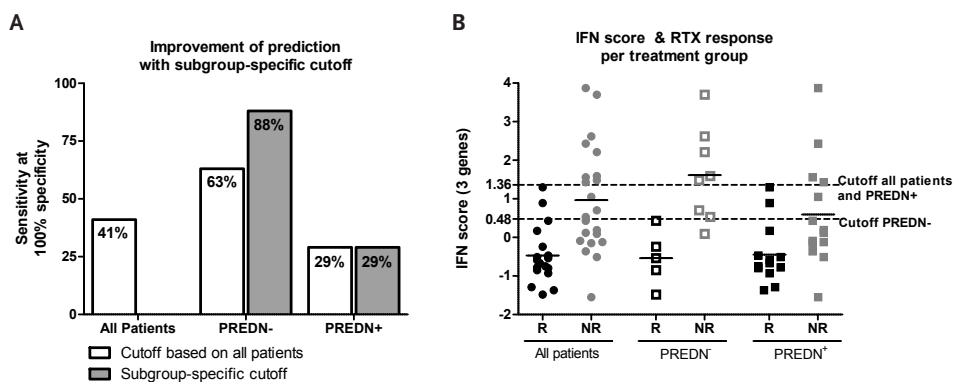 A
Improvement of prediction
with subgroup-specific cutoff
Sensitivity at
100% specificity
100
75
50
25
0
41%
63%
88%
29%
29%
All Patients
PREDN-
PREDN+
Cutoff based on all patients
Subgroup-specific cutoff
B
IFN score & RTX response
per treatment group
IFN score (3 genes)
4
3
2
1.36
1
0.48
0
-1
-2
Cutoff all patients
and PREDN+
Cutoff PREDN-
R
NR
R
NR
R
NR
All patients
PREDN⁻
PREDN⁺